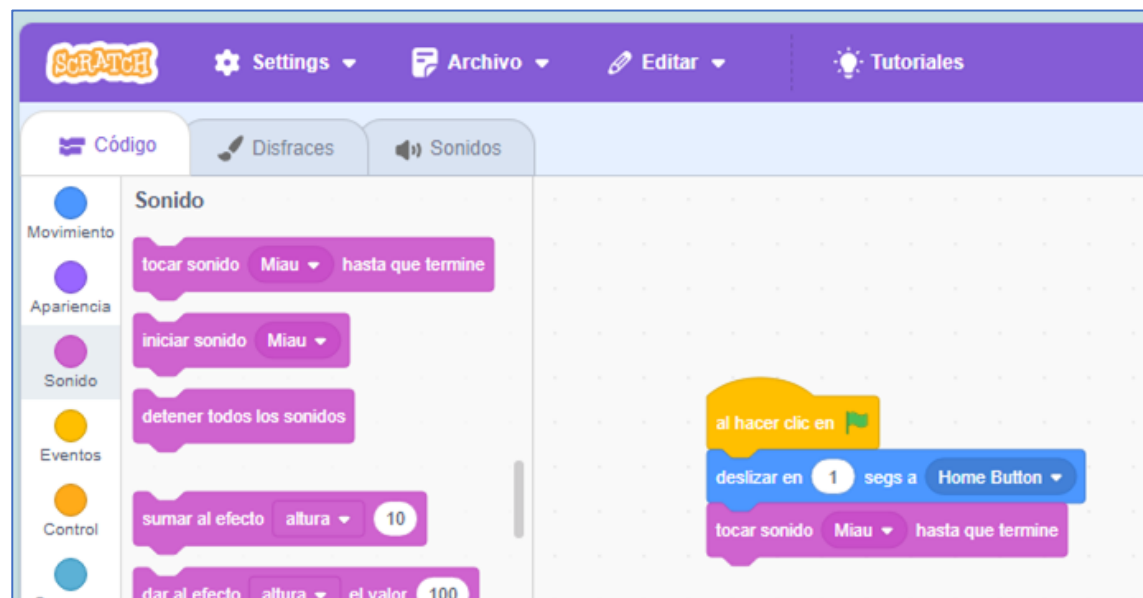 SCRATCH Settings Archivo Editar Tutoriales
Código Disfraces Sonidos
Movimiento
Apariencia
Sonido
Eventos
Control
Sonido
tocar sonido Miau hasta que termine
iniciar sonido Miau
detener todos los sonidos
sumar al efecto altura 10
dar al efecto altura el valor 100
al hacer clic en
deslizar en 1 segs a Home Button
tocar sonido Miau hasta que termine